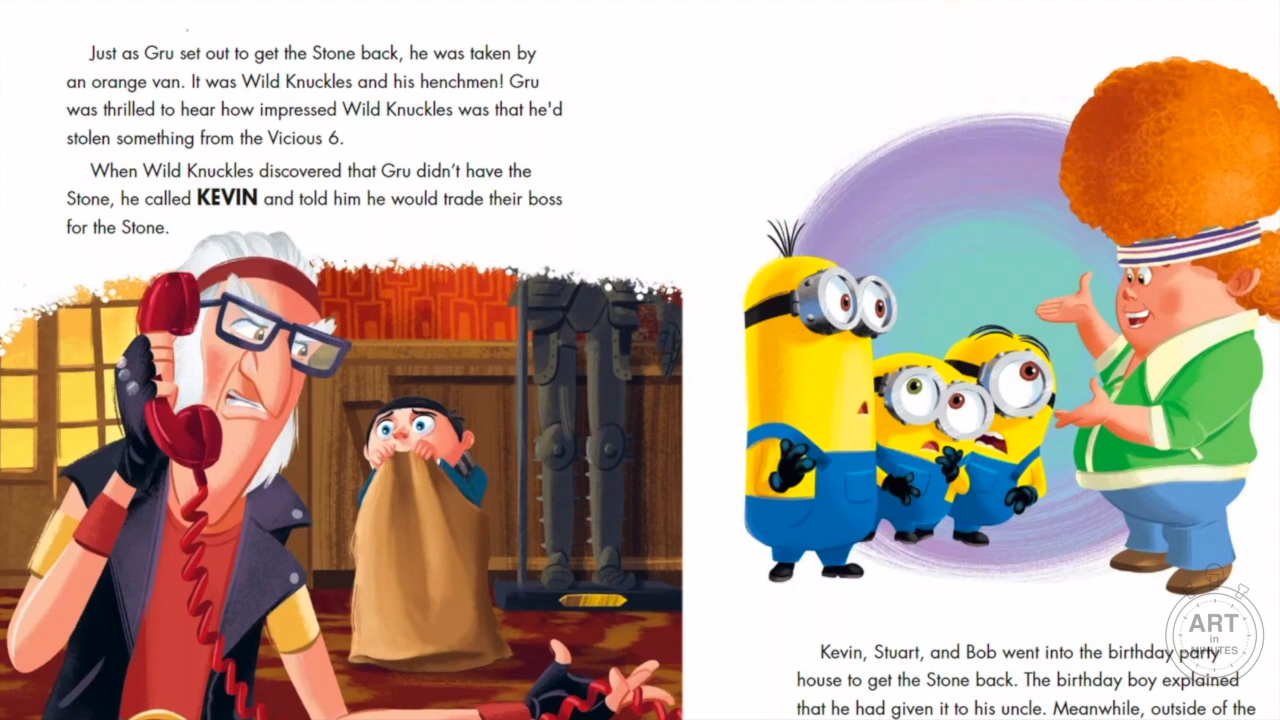 Just as Gru set out to get the Stone back, he was taken by
an orange van. It was Wild Knuckles and his henchmen! Gru
was thrilled to hear how impressed Wild Knuckles was that he'd
stolen something from the Vicious 6.
When Wild Knuckles discovered that Gru didn’t have the
Stone, he called KEVIN and told him he would trade their boss
for the Stone.
Kevin, Stuart, and Bob went into the birthday party
house to get the Stone back. The birthday boy explained
that he had given it to his uncle. Meanwhile, outside of the
ART
in
MINUTES